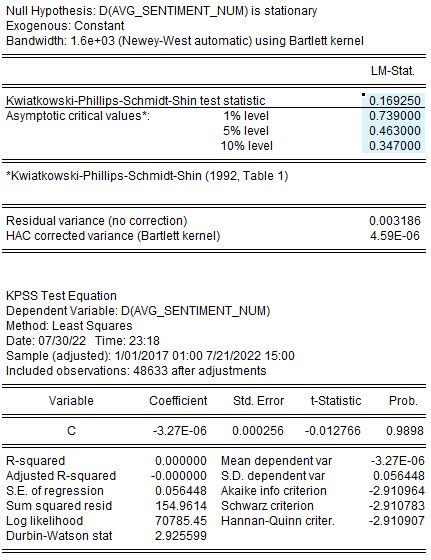 Null Hypothesis: D(AVG_SENTIMENT_NUM) is stationary
Exogenous: Constant
Bandwidth: 1.6e+03 (Newey-West automatic) using Bartlett kernel
LM-Stat.
Kwiatkowski-Phillips-Schmidt-Shin test statistic 0.169250
Asymptotic critical values*: 1% level 0.739000
5% level 0.463000
10% level 0.347000
*Kwiatkowski-Phillips-Schmidt-Shin (1992, Table 1)
Residual variance (no correction) 0.003186
HAC corrected variance (Bartlett kernel) 4.59E-06
KPSS Test Equation
Dependent Variable: D(AVG_SENTIMENT_NUM)
Method: Least Squares
Date: 07/30/22 Time: 23:18
Sample (adjusted): 1/01/2017 01:00 7/21/2022 15:00
Included observations: 48633 after adjustments
Variable Coefficient Std. Error t-Statistic Prob.
C -3.27E-06 0.000256 -0.012766 0.9898
R-squared 0.000000 Mean dependent var -3.27E-06
Adjusted R-squared -0.000000 S.D. dependent var 0.056448
S.E. of regression 0.056448 Akaike info criterion -2.910964
Sum squared resid 154.9614 Schwarz criterion -2.910783
Log likelihood 70785.45 Hannan-Quinn criter. -2.910907
Durbin-Watson stat 2.925599